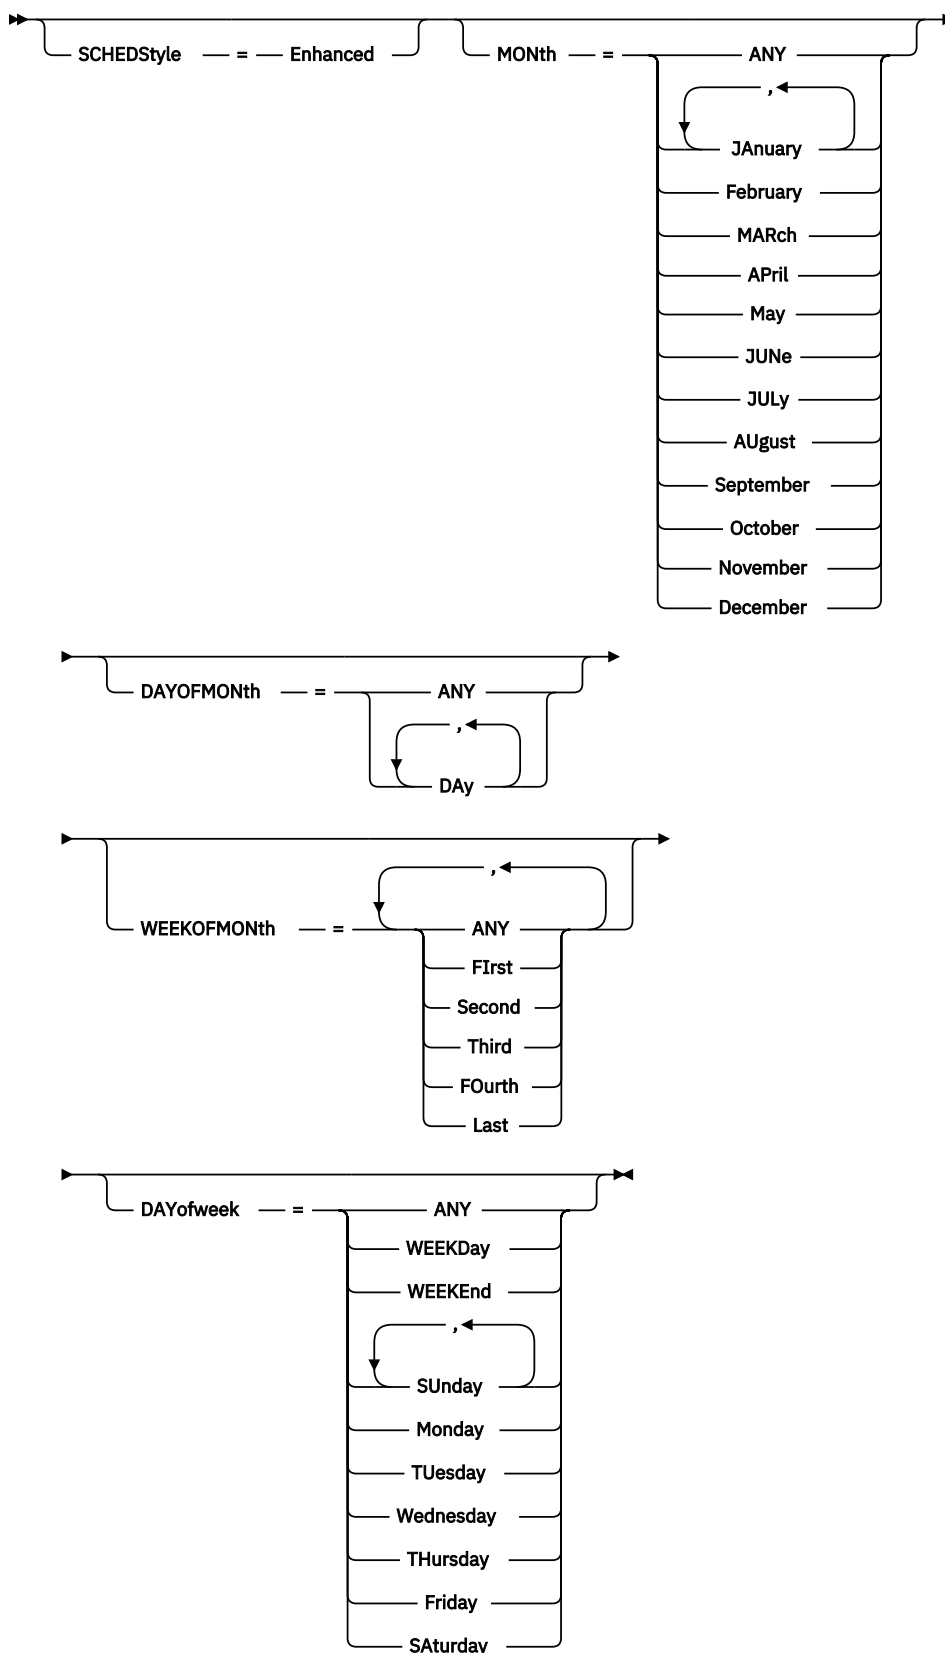 SCHEDStyle = Enhanced MONth = ANY
,
JAnuary
February
MARch
APril
May
JUNe
JULy
AUgust
September
October
November
December
DAYOFMONth = ANY
,
DAy
,
WEEKOFMONth = ANY
FIrst
Second
Third
FOurth
Last
DAYofweek = ANY
WEEKDay
WEEKEnd
,
SUnday
Monday
TUesday
Wednesday
THursday
Friday
SAturday